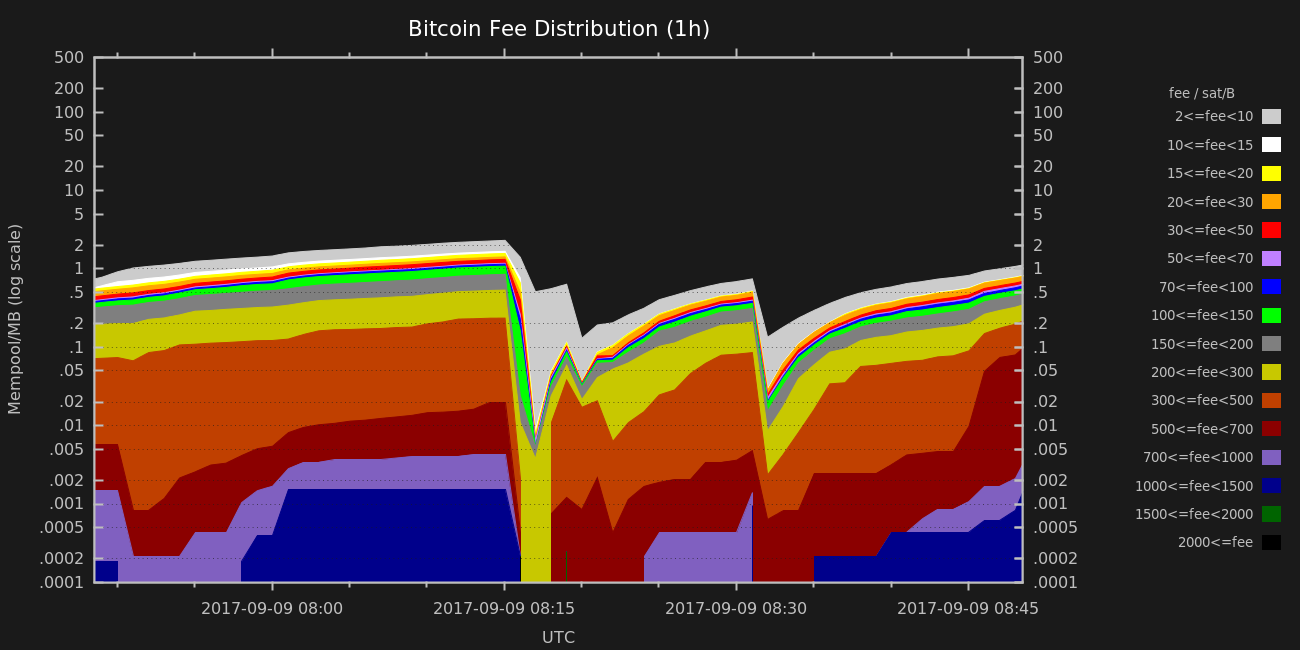 Bitcoin Fee Distribution (1h)
500 500
200 200
100 100
50 50
20 20
10 10
5 5
2 2
1 1
.5 .5
.2 .2
.1 .1
.05 .05
.02 .02
.01 .01
.005 .005
.002 .002
.001 .001
.0005 .0005
.0002 .0002
.0001 .0001
Mempool/MB (log scale)
2017-09-09 08:00 2017-09-09 08:15 2017-09-09 08:30 2017-09-09 08:45
UTC
fee / sat/B
2<=fee<10
10<=fee<15
15<=fee<20
20<=fee<30
30<=fee<50
50<=fee<70
70<=fee<100
100<=fee<150
150<=fee<200
200<=fee<300
300<=fee<500
500<=fee<700
700<=fee<1000
1000<=fee<1500
1500<=fee<2000
2000<=fee